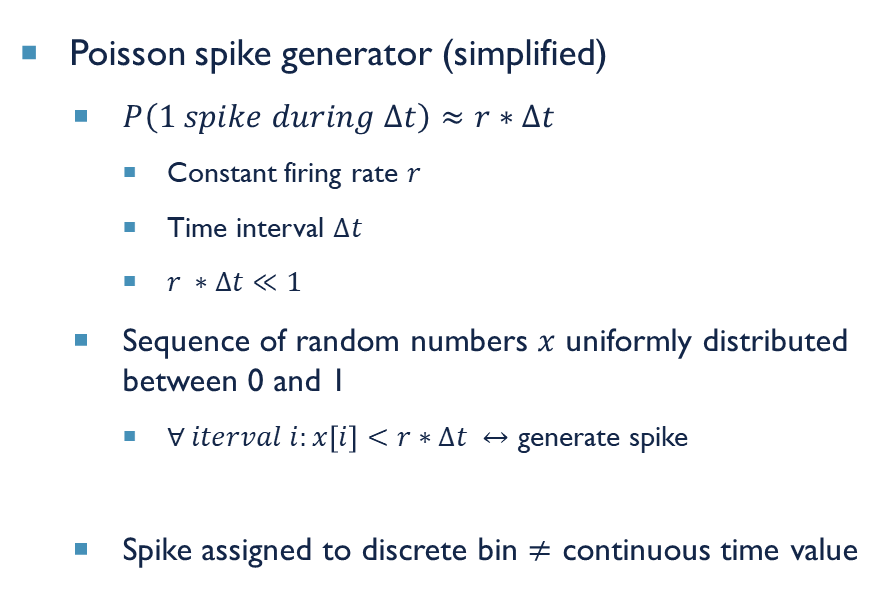 Poisson spike generator (simplified)
P(1 spike during Δt) ≈ r ∗ Δt
Constant firing rate r
Time interval Δt
r ∗ Δt ≪ 1
Sequence of random numbers x uniformly distributed
between 0 and 1
∀ iterval i: x[i] < r ∗ Δt ↔ generate spike
Spike assigned to discrete bin ≠ continuous time value